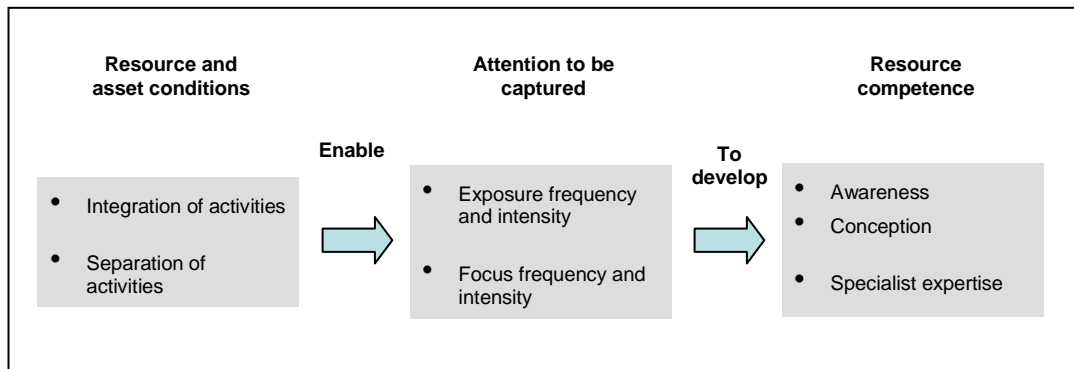 Resource and
asset conditions
Attention to be
captured
Resource
competence
Enable
To
develop
• Integration of activities
• Separation of
activities
• Exposure frequency
and intensity
• Focus frequency and
intensity
• Awareness
• Conception
• Specialist expertise